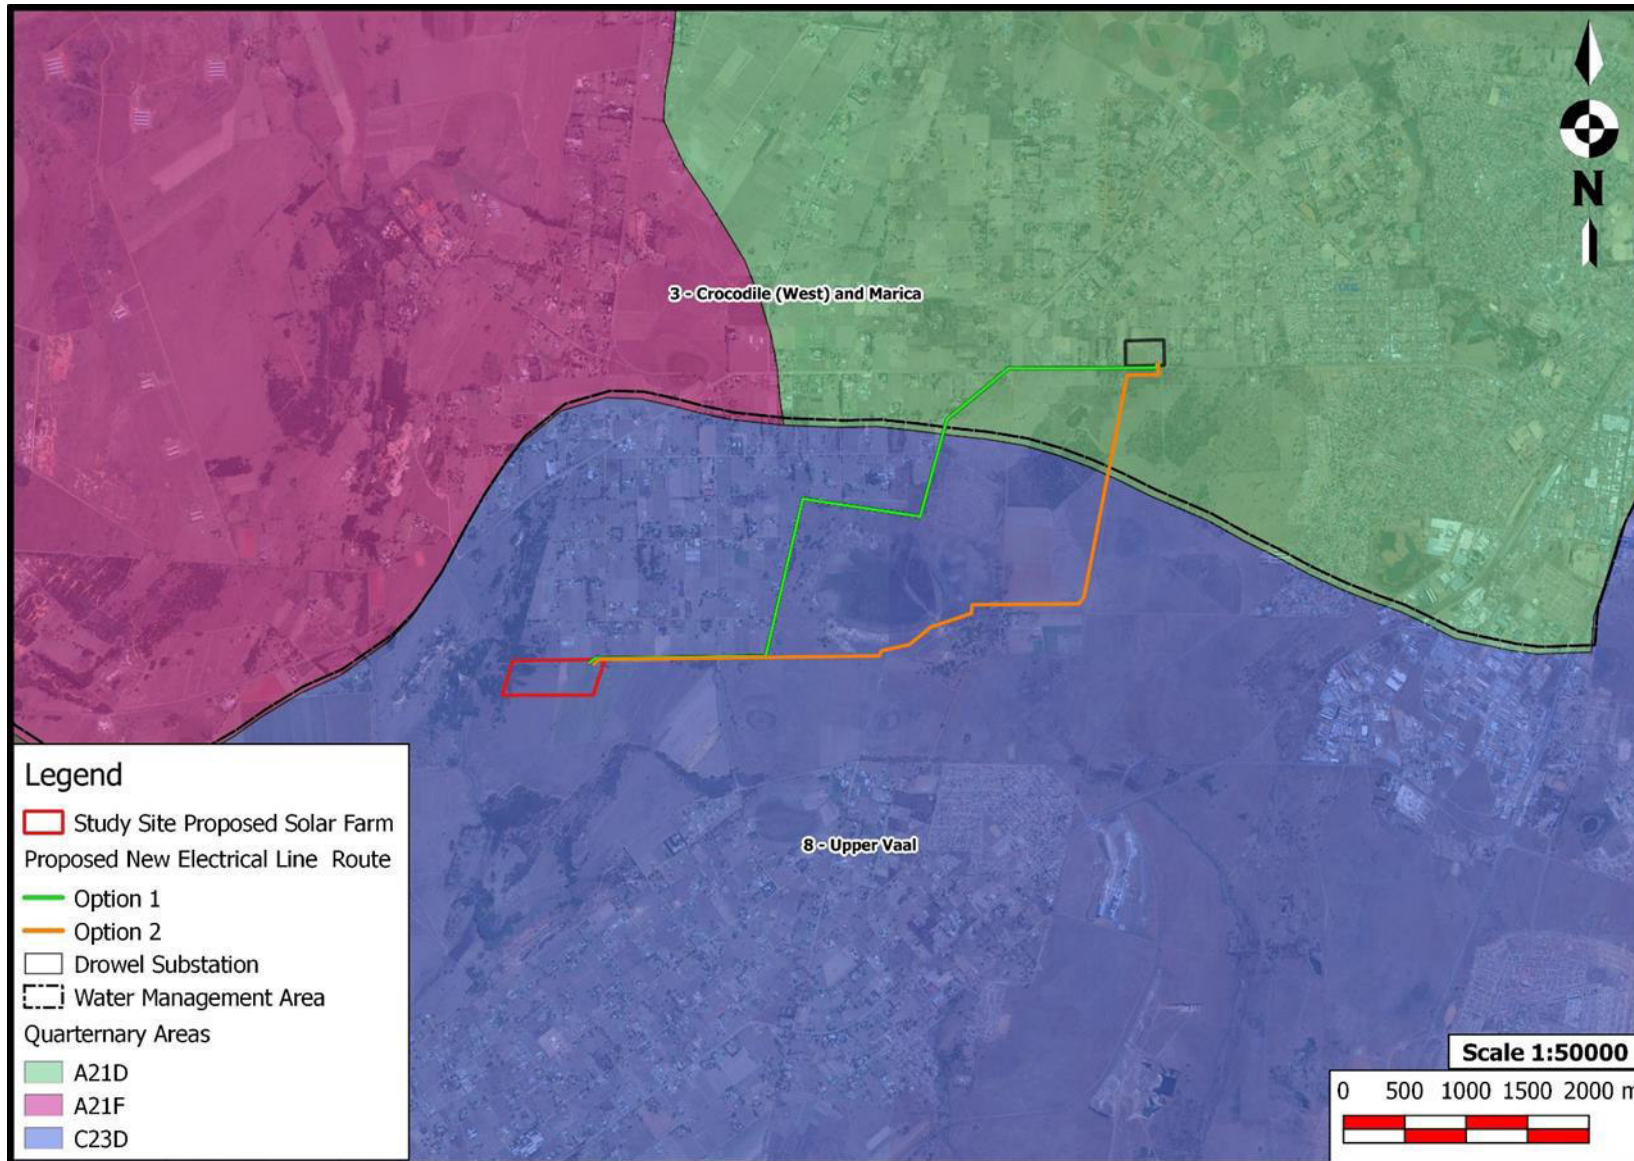 N
3 - Crocodile (West) and Marica
8 - Upper Vaal
Legend
Study Site Proposed Solar Farm
Proposed New Electrical Line Route
Option 1
Option 2
Drowel Substation
Water Management Area
Quarternary Areas
A21D
A21F
C23D
Scale 1:50000
0 500 1000 1500 2000 m